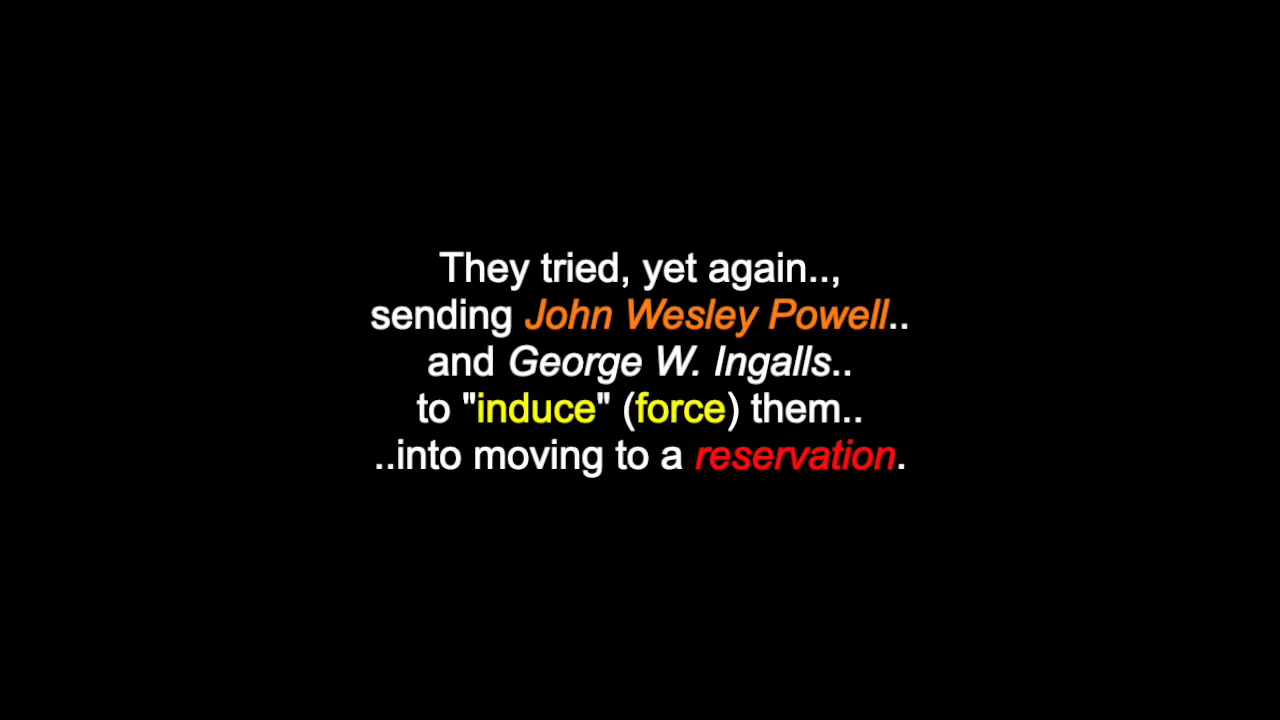 They tried, yet again..,
sending John Wesley Powell..
and George W. Ingalls..
to "induce" (force) them..
..into moving to a reservation.